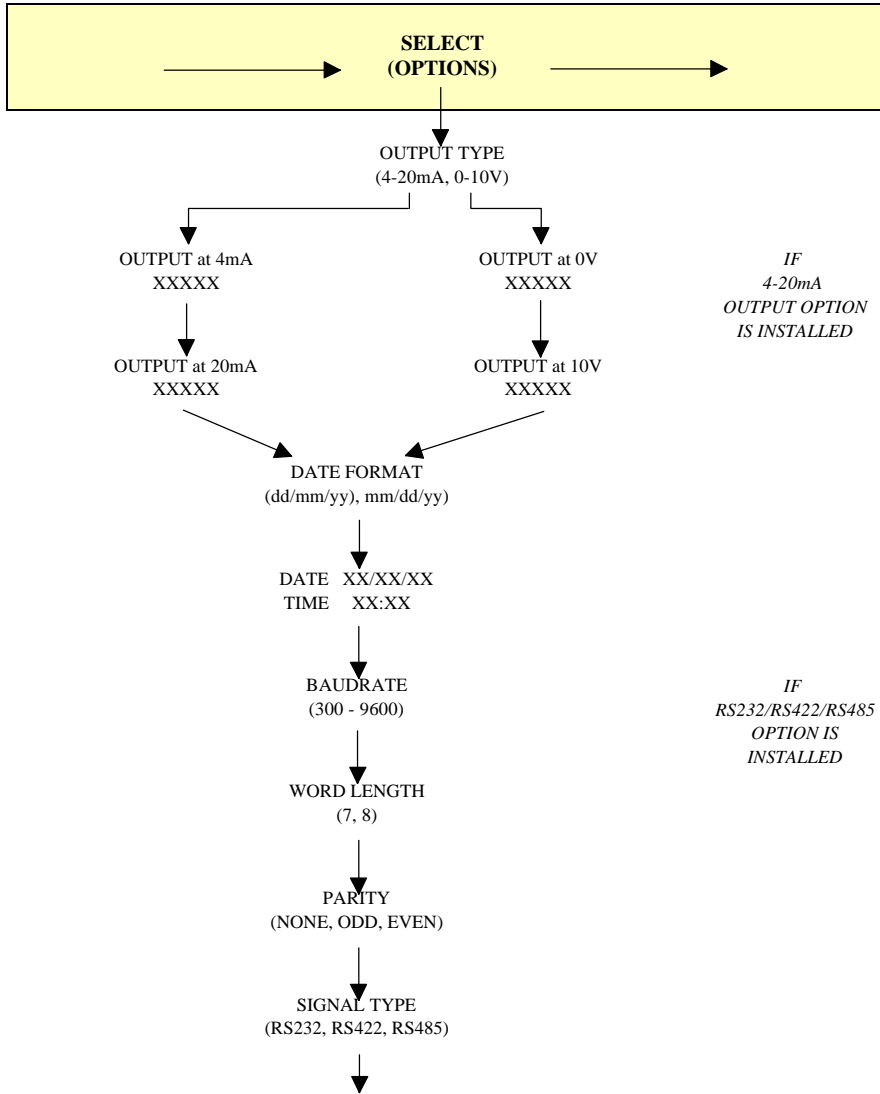 SELECT
(OPTIONS)
OUTPUT TYPE
(4-20mA, 0-10V)
OUTPUT at 4mA
XXXXX
OUTPUT at 0V
XXXXX
IF
4-20mA
OUTPUT OPTION
IS INSTALLED
OUTPUT at 20mA
XXXXX
OUTPUT at 10V
XXXXX
DATE FORMAT
(dd/mm/yy), mm/dd/yy)
DATE XX/XX/XX
TIME XX:XX
BAUDRATE
(300 - 9600)
IF
RS232/RS422/RS485
OPTION IS
INSTALLED
WORD LENGTH
(7, 8)
PARITY
(NONE, ODD, EVEN)
SIGNAL TYPE
(RS232, RS422, RS485)